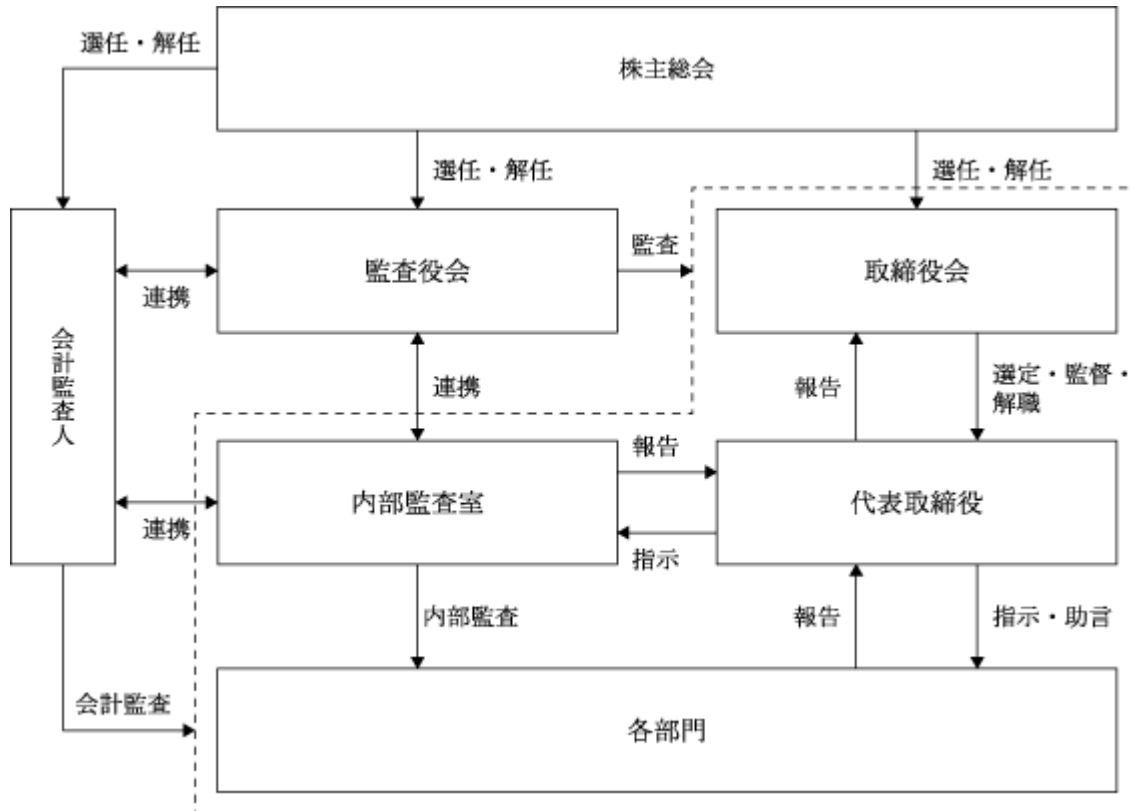 選任・解任
株主総会
選任・解任
選任・解任
監査役会
監査
取締役会
連携
会計監査人
連携
報告
選定・監督・
解職
内部監査室
報告
代表取締役
連携
指示
内部監査
報告
指示・助言
会計監査
各部門